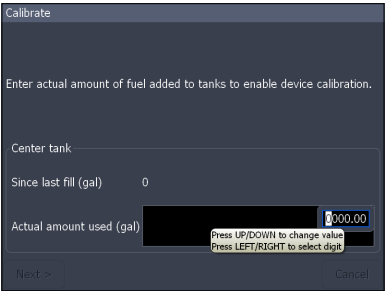 Calibrate
Enter actual amount of fuel added to tanks to enable device calibration.
Center tank
Since last fill (gal) 0
Actual amount used (gal) 0000.00
Press UP/DOWN to change value
Press LEFT/RIGHT to select digit
Next > Cancel